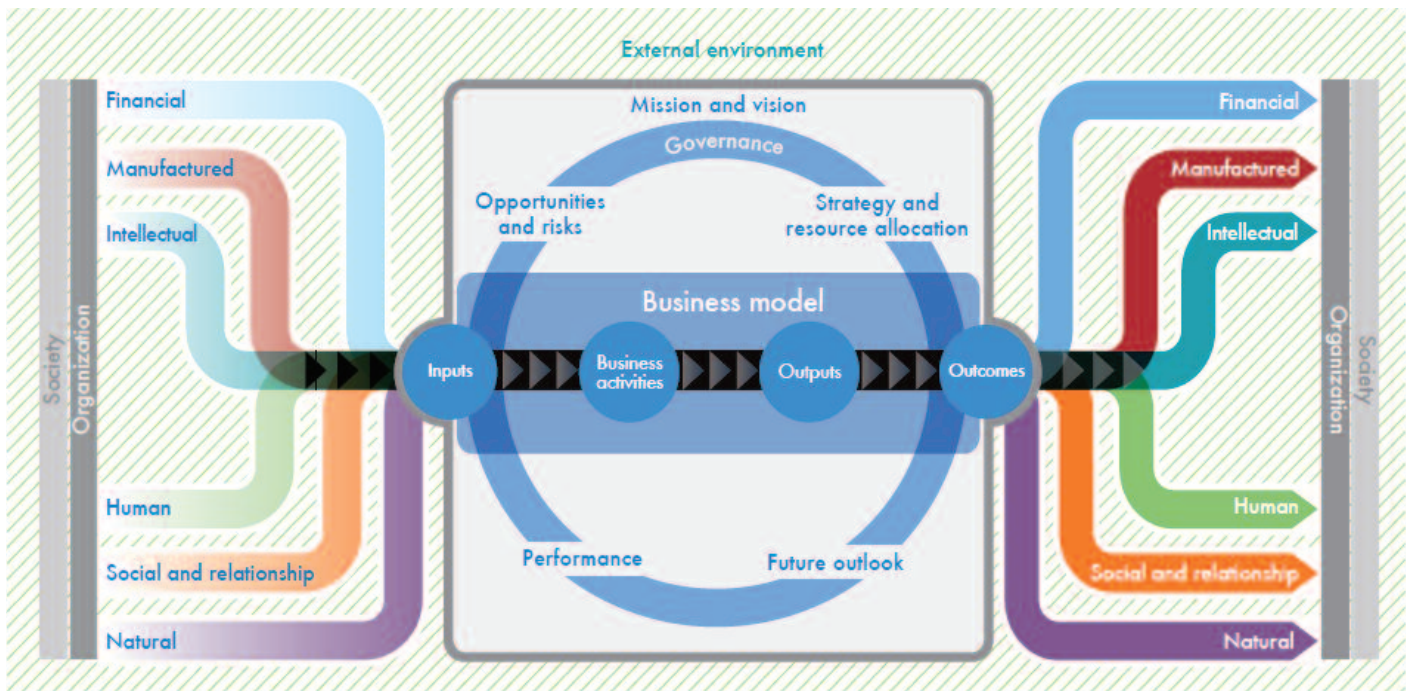 External environment
Society
Organization
Financial
Manufactured
Intellectual
Human
Social and relationship
Natural
Mission and vision
Governance
Opportunities
and risks
Strategy and
resource allocation
Business model
Inputs
Business
activities
Outputs
Outcomes
Performance
Future outlook
Financial
Manufactured
Intellectual
Human
Social and relationship
Natural
Organization
Society